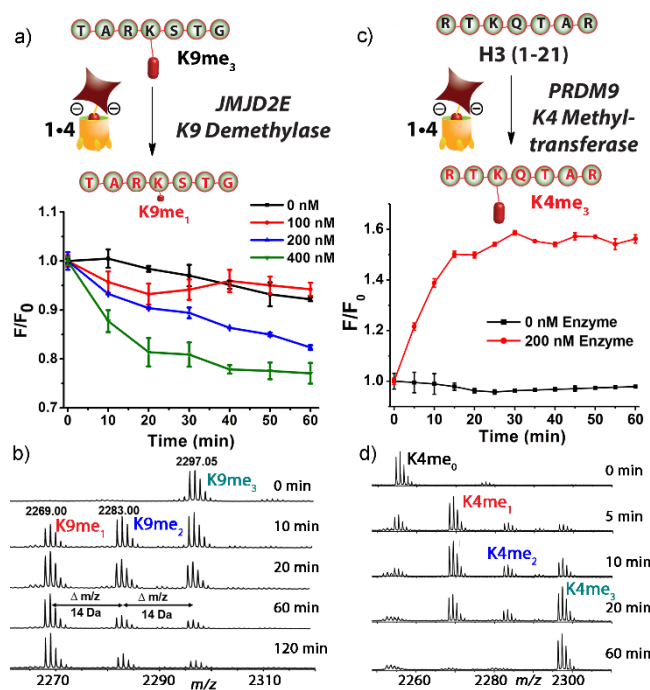 a)
T A R K S T G
K9me3
1•4
JMJD2E
K9 Demethylase
T A R K S T G
K9me1
0 nM
100 nM
200 nM
400 nM
F/F0
1.1
1.0
0.9
0.8
0.7
0 10 20 30 40 50 60
Time (min)
c)
R T K Q T A R
H3 (1-21)
1•4
PRDM9
K4 Methyl-
transferase
R T K Q T A R
K4me3
F/F0
1.6
1.4
1.2
1.0
0 nM Enzyme
200 nM Enzyme
0 10 20 30 40 50 60
Time (min)
b)
2297.05
K9me3
0 min
2269.00
2283.00
K9me1
K9me2
10 min
20 min
Δ m/z
Δ m/z
14 Da
14 Da
60 min
120 min
2270 2295 2320
m/z
d)
K4me0
0 min
K4me1
5 min
K4me2
10 min
K4me3
20 min
60 min
2260 2280 2300
m/z